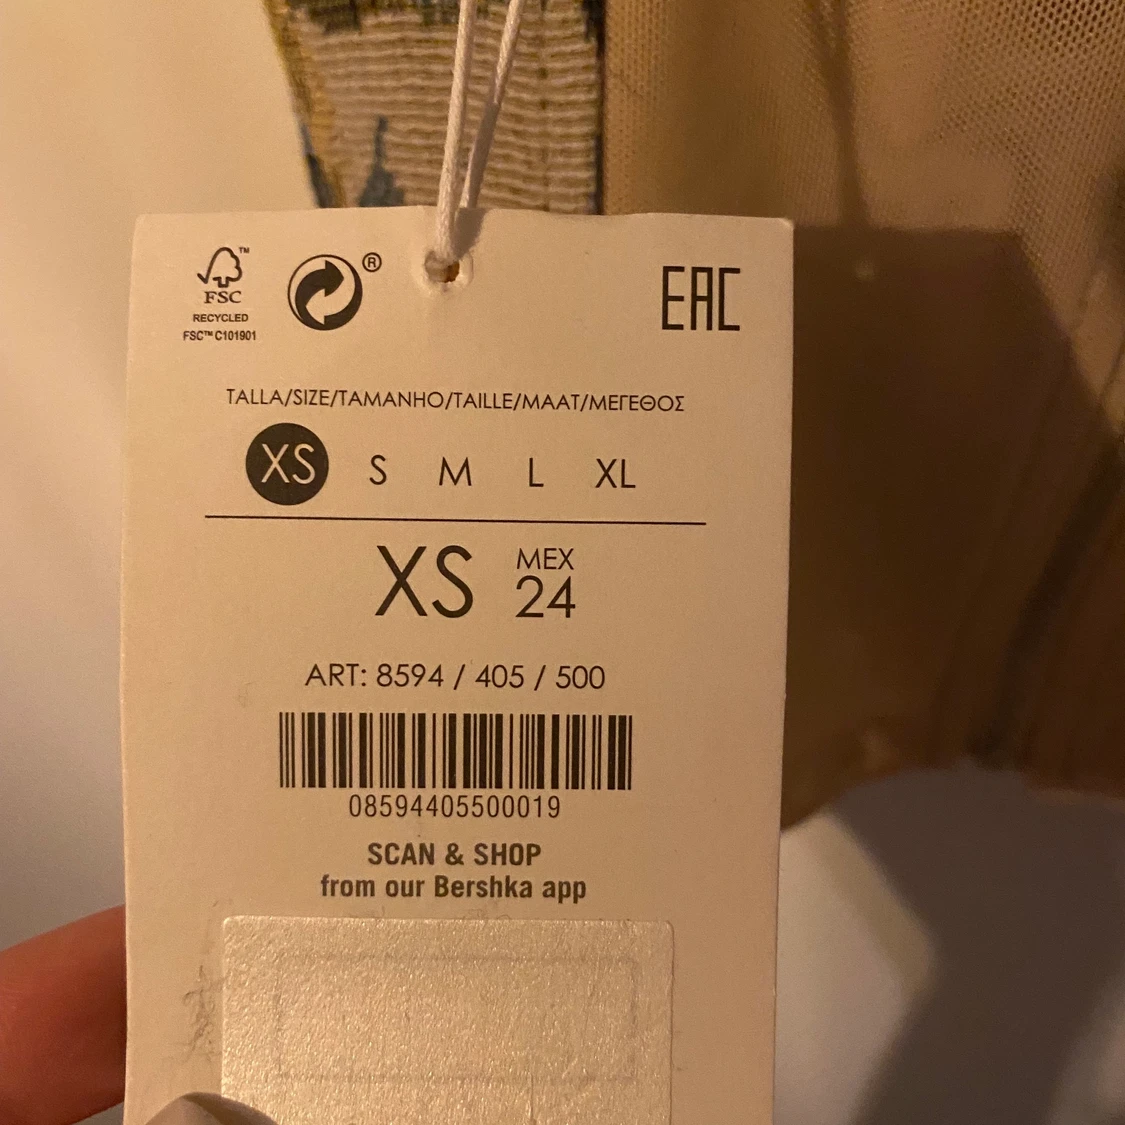 FSC™
RECYCLED
FSC™ C101901
®
EAC
TALLA/SIZE/TAMANHO/TAILLE/MAAT/ΜΕΓΕΘΟΣ
XS S M L XL
XS MEX 24
ART: 8594 / 405 / 500
08594405500019
SCAN & SHOP
from our Bershka app